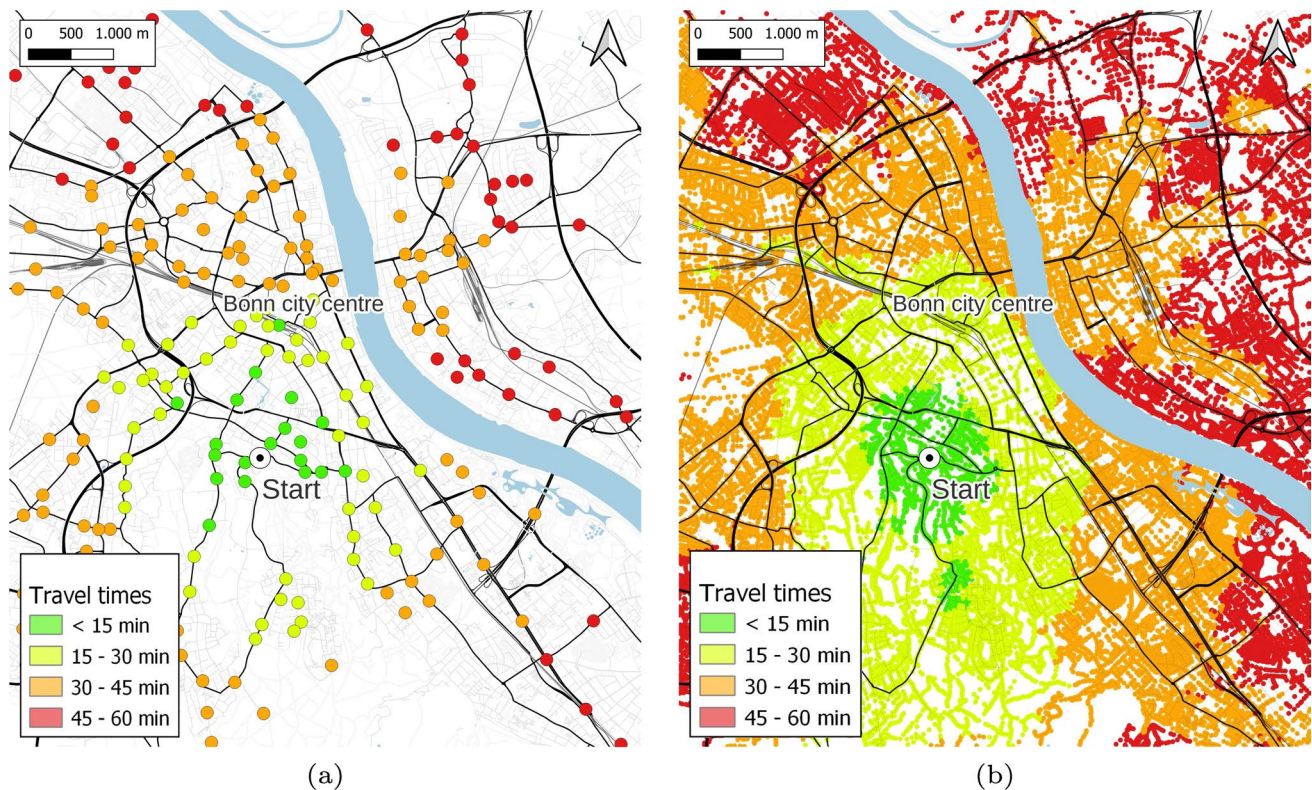 0 500 1.000 m
Bonn city centre
Start
Travel times
< 15 min
15 - 30 min
30 - 45 min
45 - 60 min
(a)
0 500 1.000 m
Bonn city centre
Start
Travel times
< 15 min
15 - 30 min
30 - 45 min
45 - 60 min
(b)